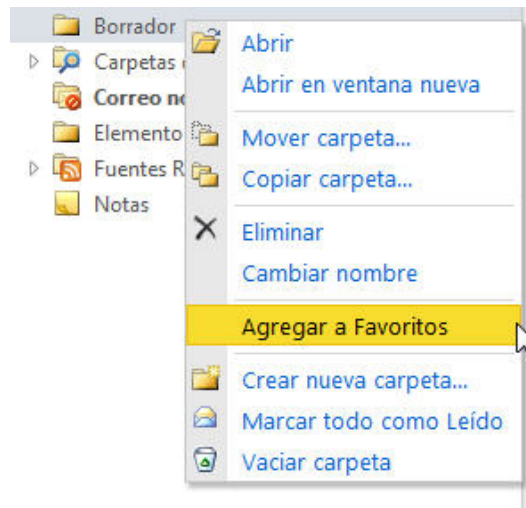 Borrador
Carpetas
Correo
Elemento
Fuentes R
Notas
Abrir
Abrir en ventana nueva
Mover carpeta...
Copiar carpeta...
Eliminar
Cambiar nombre
Agregar a Favoritos
Crear nueva carpeta...
Marcar todo como Leído
Vaciar carpeta